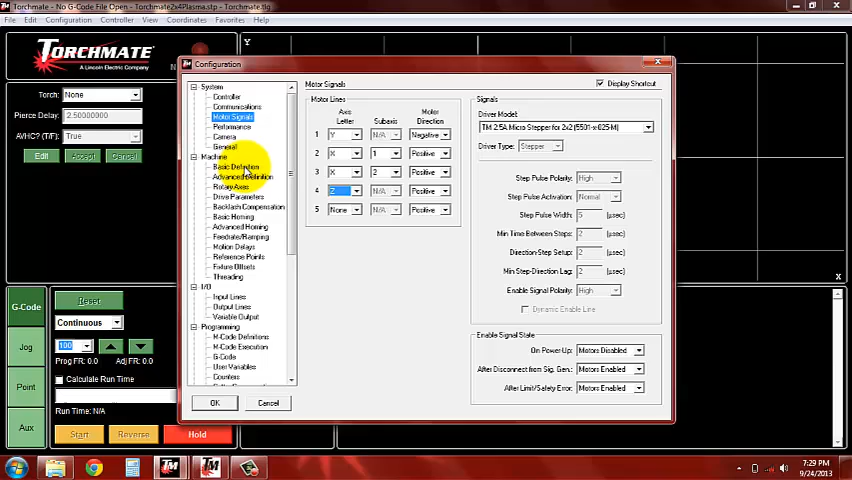 Torchmate - No G-Code File Open - Torchmate2x4Plasma.stp - Torchmate.tlg
File Edit Configuration Controller View Coordinates Favorites Help
TORCHMATE
A Lincoln Electric Company
Torch: None
Pierce Delay: 2.50000000
AVHC? (T/F): True
Edit Accept Cancel
Y
X
G-Code
Jog
Point
Aux
Reset
Continuous
100
Prog FR: 0.0 Adj FR: 0.0
Calculate Run Time
Run Time: N/A
Start Reverse Hold
Configuration
System
Controller
Communications
Motor Signals
Performance
Camera
General
Machine
Basic Definition
Advanced Definition
Rotary Axes
Drive Parameters
Backlash Compensation
Basic Homing
Advanced Homing
Feedrate/Ramping
Motion Delays
Reference Points
Fixture Offsets
Threading
I/O
Input Lines
Output Lines
Variable Output
Programming
M-Code Definitions
M-Code Execution
G-Code
User Variables
Counters
OK Cancel
Motor Signals
Display Shortcut
Motor Lines
Axis Letter Subaxis Motor Direction
1 Y N/A Negative
2 X 1 Positive
3 X 2 Positive
4 Z N/A Positive
5 None N/A Positive
Signals
Driver Model:
TM 2.5A Micro Stepper for 2x2 (5501-x-025-M)
Driver Type: Stepper
Step Pulse Polarity: High
Step Pulse Activation: Normal
Step Pulse Width: 5 (µsec)
Min Time Between Steps: 2 (µsec)
Direction-Step Setup: 2 (µsec)
Min Step-Direction Lag: 2 (µsec)
Enable Signal Polarity: High
Dynamic Enable Line
Enable Signal State
On Power-Up: Motors Disabled
After Disconnect from Sig. Gen.: Motors Enabled
After Limit/Safety Error: Motors Enabled
7:29 PM
9/24/2013